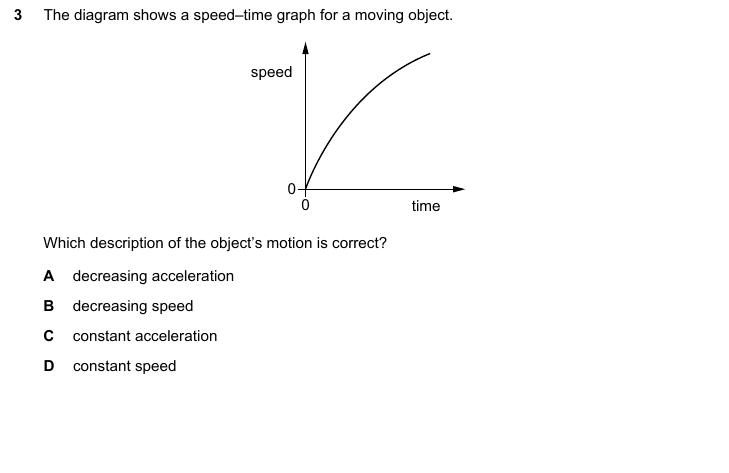 3 The diagram shows a speed–time graph for a moving object.
speed
0
0
time
Which description of the object's motion is correct?
A decreasing acceleration
B decreasing speed
C constant acceleration
D constant speed